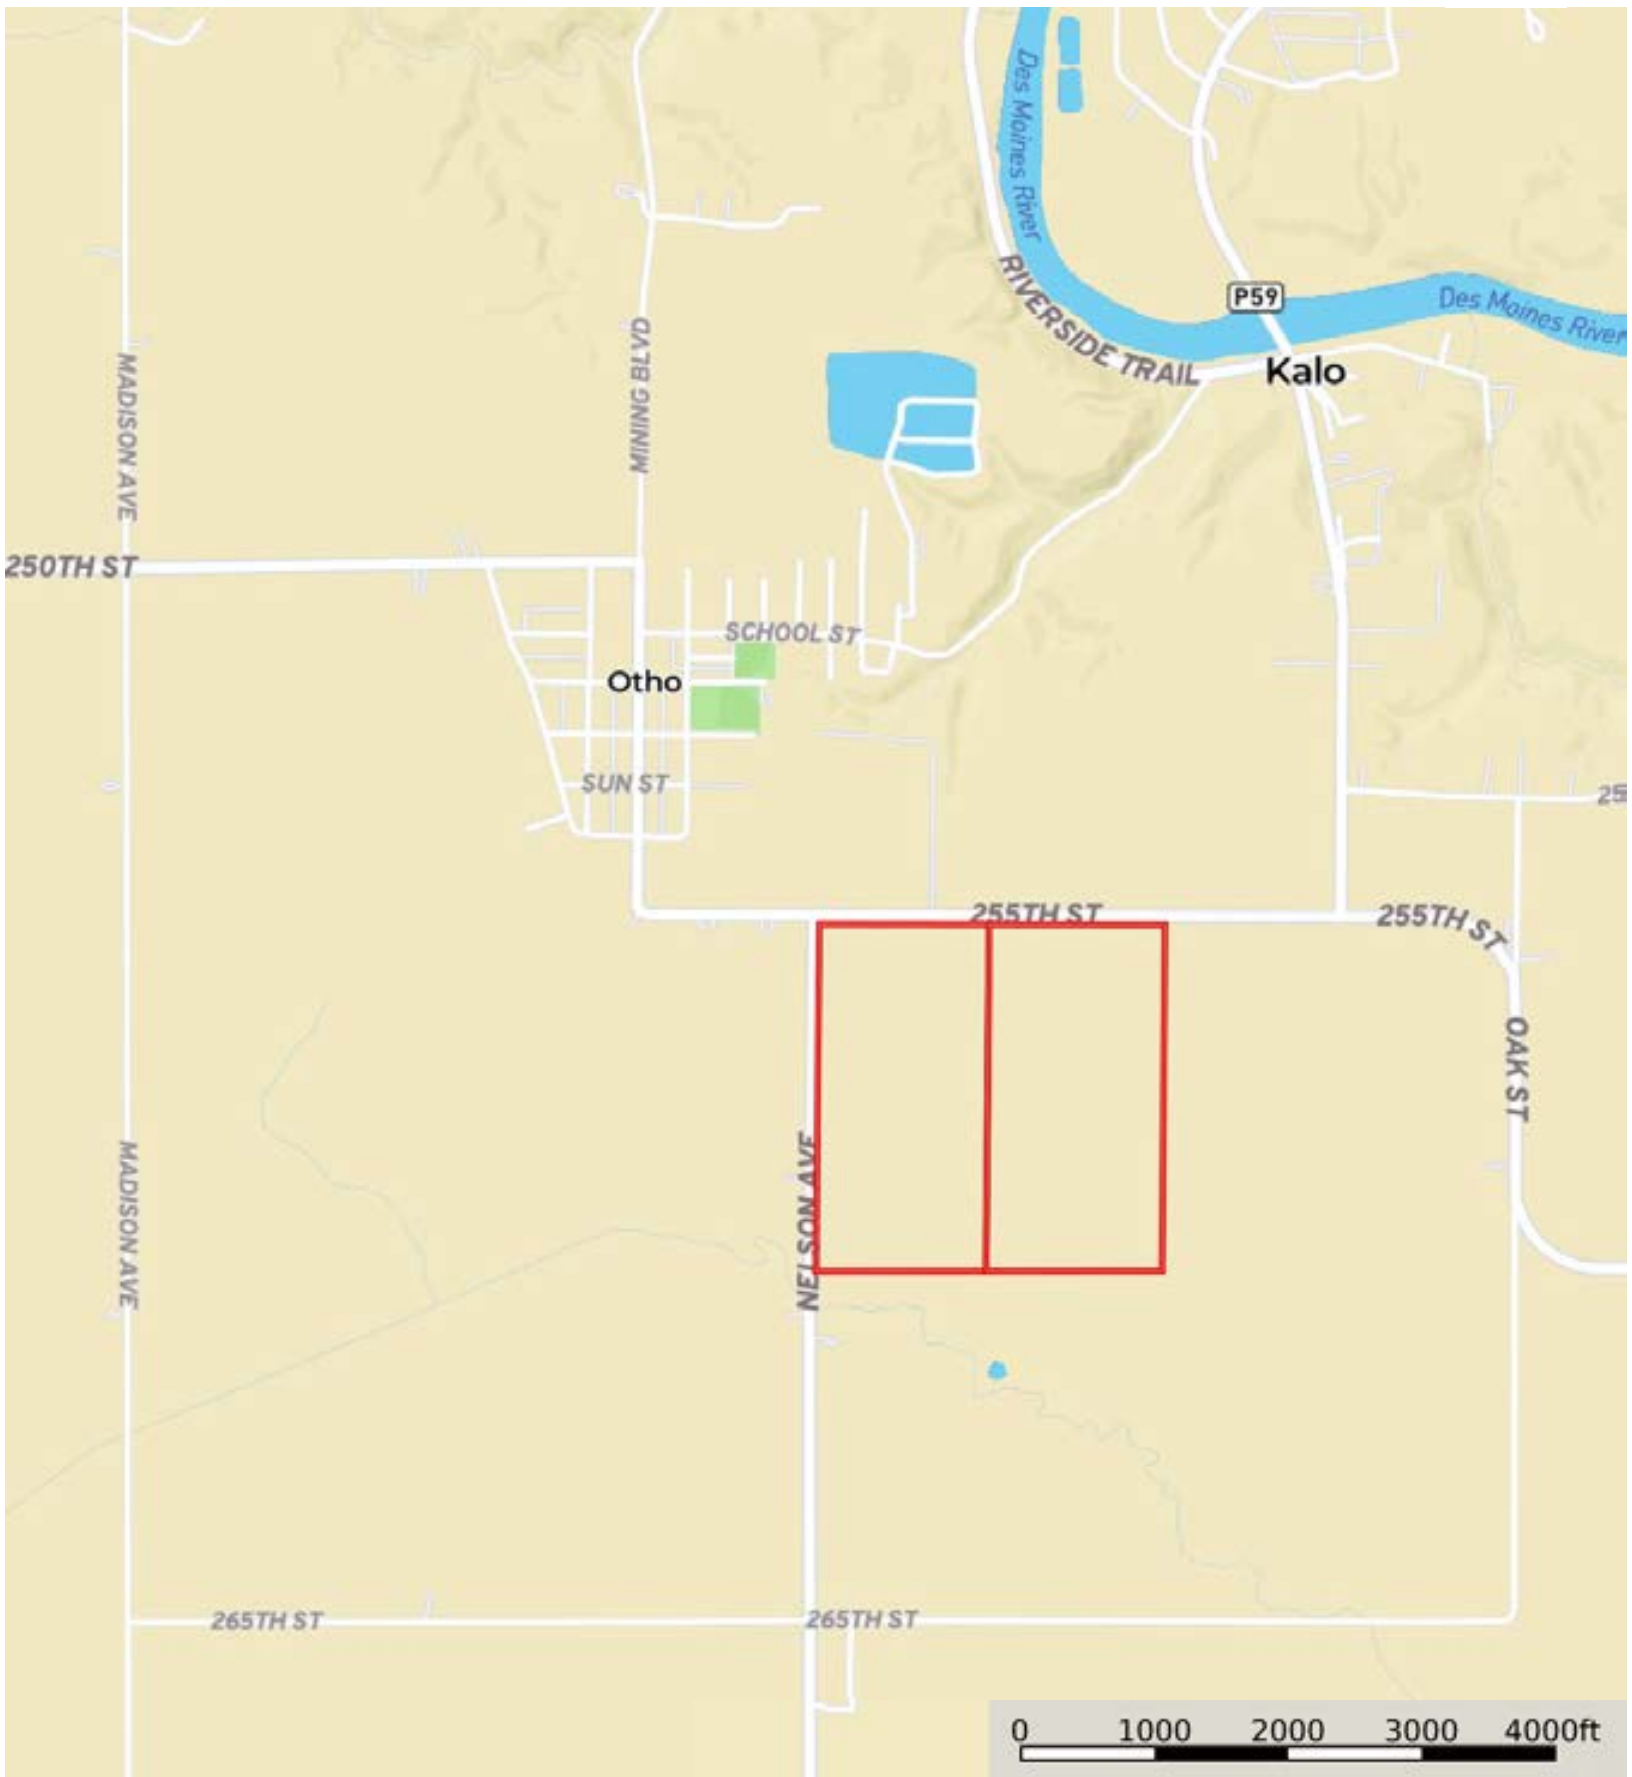 Des Moines River
RIVERSIDE TRAIL
P59
Des Moines River
Kalo
MADISON AVE
MINING BLVD
250TH ST
SCHOOL ST
Otho
SUN ST
25
255TH ST
255TH ST
OAK ST
NELSON AVE
MADISON AVE
265TH ST
265TH ST
0 1000 2000 3000 4000ft